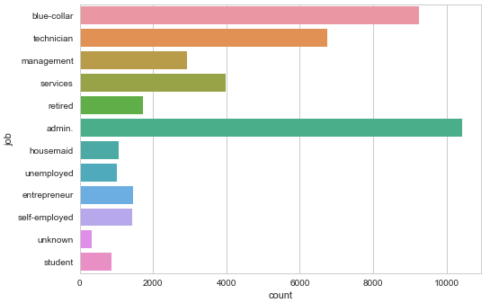 blue-collar
technician
management
services
retired
admin.
housemaid
unemployed
entrepreneur
self-employed
unknown
student
job
0 2000 4000 6000 8000 10000
count